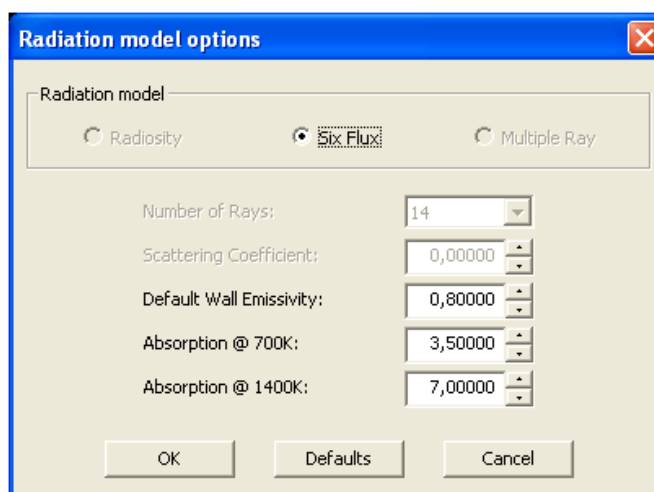 Radiation model options
Radiation model
Radiosity Six Flux Multiple Ray
Number of Rays: 14
Scattering Coefficient: 0,00000
Default Wall Emissivity: 0,80000
Absorption @ 700K: 3,50000
Absorption @ 1400K: 7,00000
OK Defaults Cancel